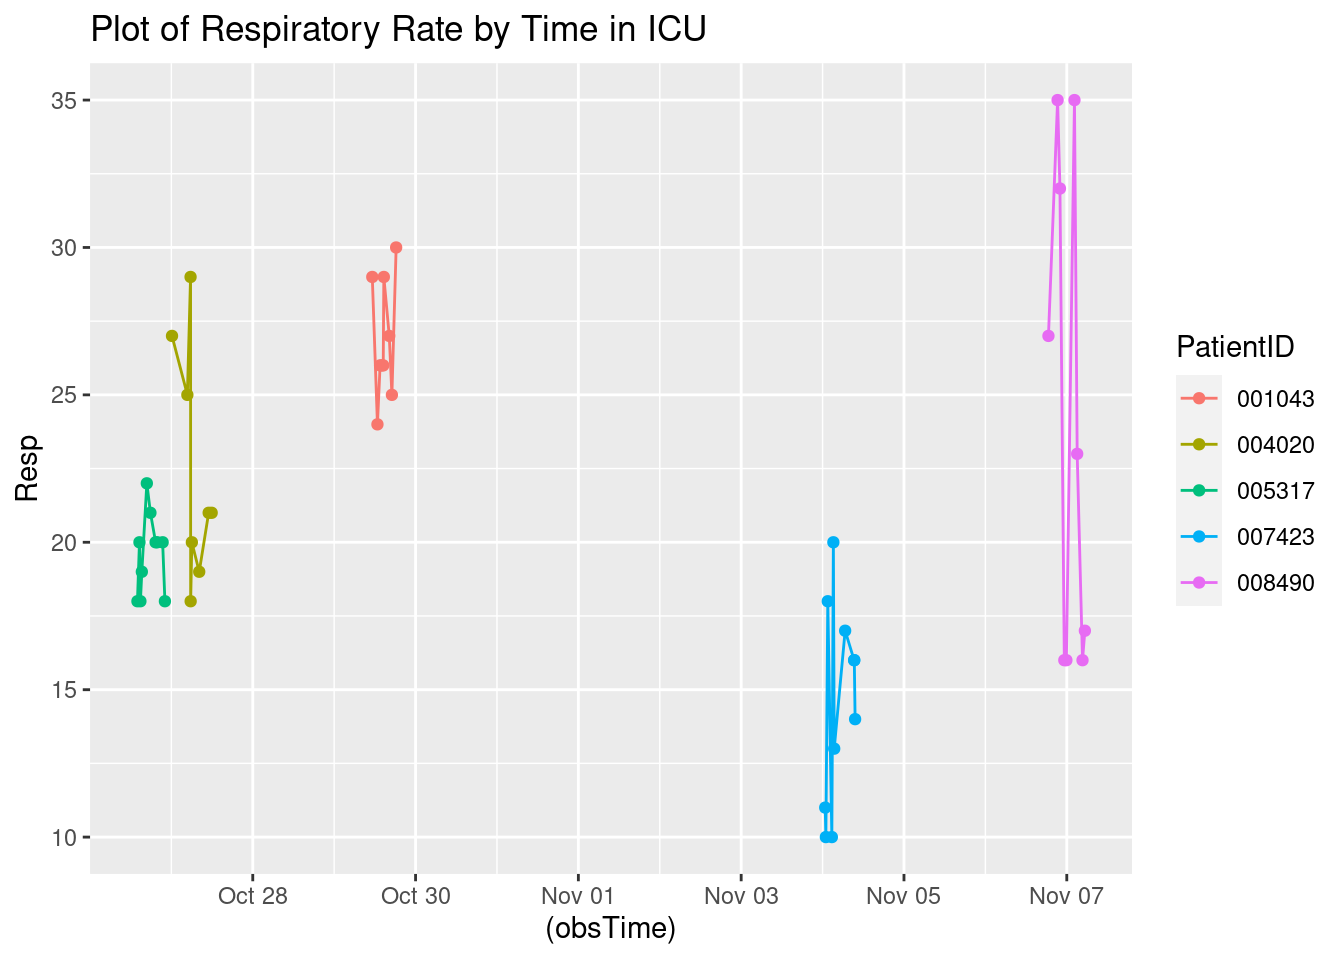 Plot of Respiratory Rate by Time in ICU
35
30
25
20
15
10
Resp
Oct 28 Oct 30 Nov 01 Nov 03 Nov 05 Nov 07
(obsTime)
PatientID
001043
004020
005317
007423
008490